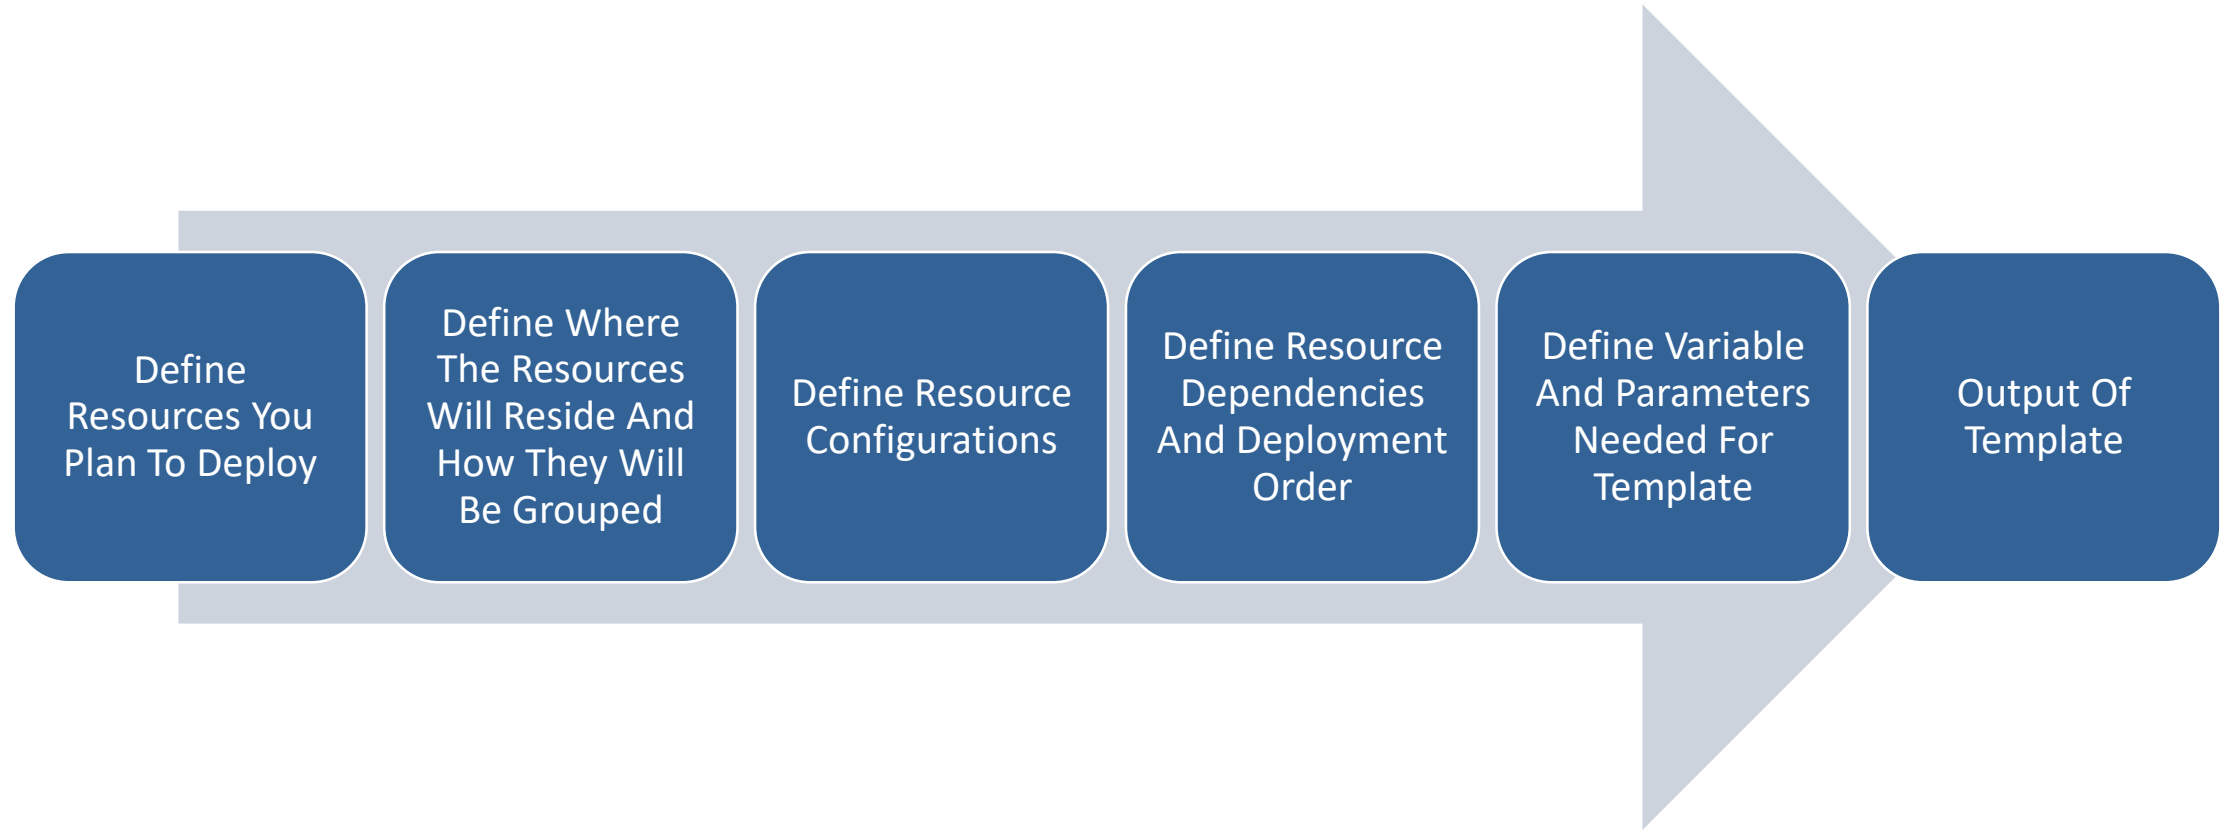 Define
Resources You
Plan To Deploy
Define Where
The Resources
Will Reside And
How They Will
Be Grouped
Define Resource
Configurations
Define Resource
Dependencies
And Deployment
Order
Define Variable
And Parameters
Needed For
Template
Output Of
Template